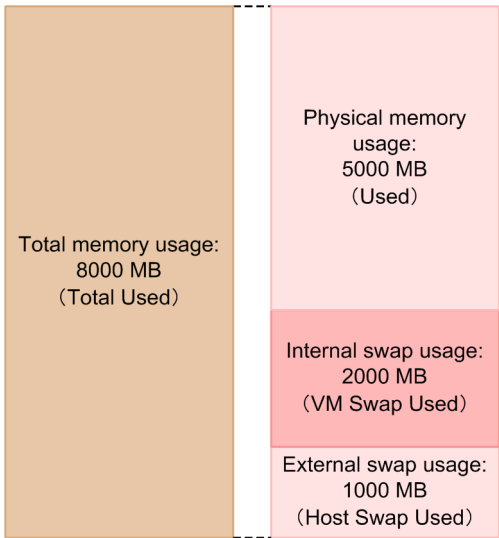 Total memory usage:
8000 MB
（Total Used）
Physical memory
usage:
5000 MB
（Used）
Internal swap usage:
2000 MB
（VM Swap Used）
External swap usage:
1000 MB
（Host Swap Used）